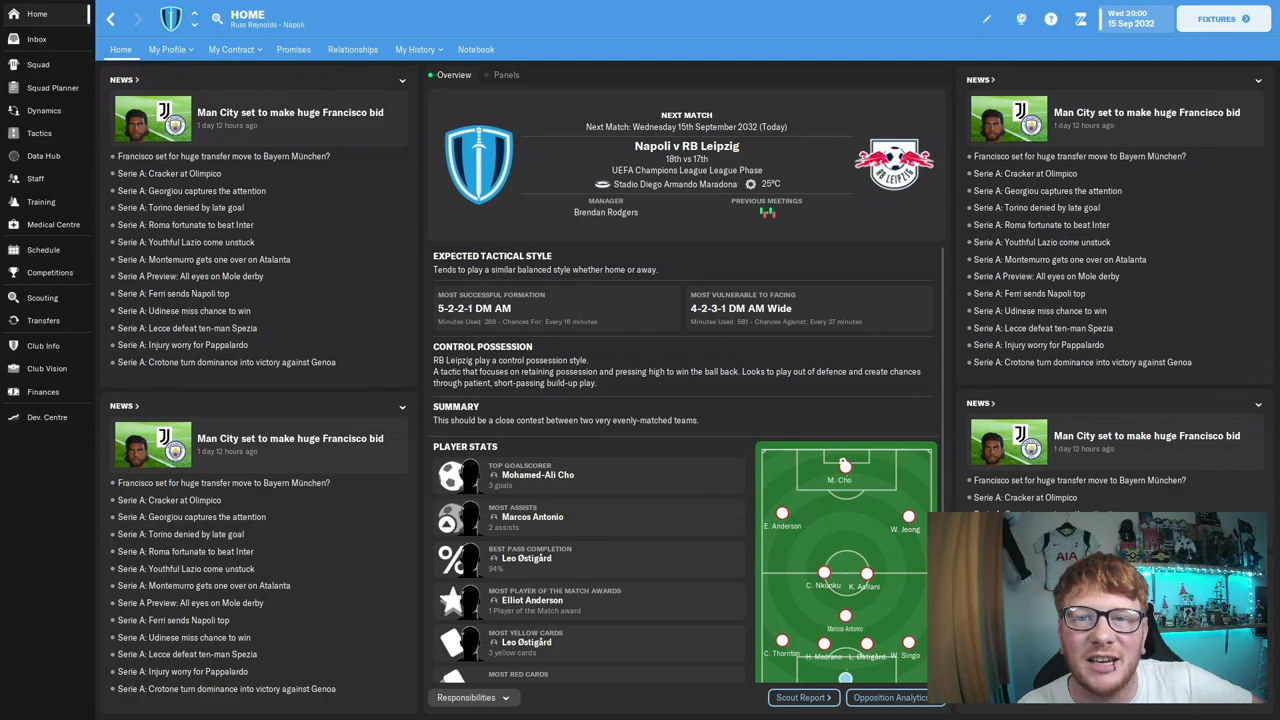 Home
Inbox
Squad
Squad Planner
Dynamics
Tactics
Data Hub
Staff
Training
Medical Centre
Schedule
Competitions
Scouting
Transfers
Club Info
Club Vision
Finances
Dev. Centre
HOME
Russ Reynolds - Napoli
Wed 20:00
15 Sep 2032
FIXTURES
Home
My Profile
My Contract
Promises
Relationships
My History
Notebook
NEWS >
Man City set to make huge Francisco bid
1 day 12 hours ago
Francisco set for huge transfer move to Bayern München?
Serie A: Cracker at Olimpico
Serie A: Georgiou captures the attention
Serie A: Torino denied by late goal
Serie A: Roma fortunate to beat Inter
Serie A: Youthful Lazio come unstuck
Serie A: Montemurro gets one over on Atalanta
Serie A Preview: All eyes on Mole derby
Serie A: Ferri sends Napoli top
Serie A: Udinese miss chance to win
Serie A: Lecce defeat ten-man Spezia
Serie A: Injury worry for Pappalardo
Serie A: Crotone turn dominance into victory against Genoa
NEWS >
Man City set to make huge Francisco bid
1 day 12 hours ago
Francisco set for huge transfer move to Bayern München?
Serie A: Cracker at Olimpico
Serie A: Georgiou captures the attention
Serie A: Torino denied by late goal
Serie A: Roma fortunate to beat Inter
Serie A: Youthful Lazio come unstuck
Serie A: Montemurro gets one over on Atalanta
Serie A Preview: All eyes on Mole derby
Serie A: Ferri sends Napoli top
Serie A: Udinese miss chance to win
Serie A: Lecce defeat ten-man Spezia
Serie A: Injury worry for Pappalardo
Serie A: Crotone turn dominance into victory against Genoa
Overview
Panels
NEXT MATCH
Next Match: Wednesday 15th September 2032 (Today)
Napoli v RB Leipzig
18th vs 17th
UEFA Champions League League Phase
Stadio Diego Armando Maradona 25°C
MANAGER
Brendan Rodgers
PREVIOUS MEETINGS
RB LEIPZIG
EXPECTED TACTICAL STYLE
Tends to play a similar balanced style whether home or away.
MOST SUCCESSFUL FORMATION
5-2-2-1 DM AM
Minutes Used: 289 - Chances For: Every 16 minutes
MOST VULNERABLE TO FACING
4-2-3-1 DM AM Wide
Minutes Used: 581 - Chances Against: Every 27 minutes
CONTROL POSSESSION
RB Leipzig play a control possession style.
A tactic that focuses on retaining possession and pressing high to win the ball back. Looks to play out of defence and create chances
through patient, short-passing build-up play.
SUMMARY
This should be a close contest between two very evenly-matched teams.
PLAYER STATS
TOP GOALSCORER
Mohamed-Ali Cho
3 goals
MOST ASSISTS
Marcos Antonio
2 assists
BEST PASS COMPLETION
Leo Østigård
94%
MOST PLAYER OF THE MATCH AWARDS
Elliot Anderson
1 Player of the Match award
MOST YELLOW CARDS
Leo Østigård
3 yellow cards
MOST RED CARDS
M. Cho
E. Anderson
W. Jeong
C. Nkunku
K. Asllani
Marcos Antonio
C. Thornton
H. Medrano
L. Østigård
W. Singo
Responsibilities
Scout Report >
Opposition Analytics
NEWS >
Man City set to make huge Francisco bid
1 day 12 hours ago
Francisco set for huge transfer move to Bayern München?
Serie A: Cracker at Olimpico
Serie A: Georgiou captures the attention
Serie A: Torino denied by late goal
Serie A: Roma fortunate to beat Inter
Serie A: Youthful Lazio come unstuck
Serie A: Montemurro gets one over on Atalanta
Serie A Preview: All eyes on Mole derby
Serie A: Ferri sends Napoli top
Serie A: Udinese miss chance to win
Serie A: Lecce defeat ten-man Spezia
Serie A: Injury worry for Pappalardo
Serie A: Crotone turn dominance into victory against Genoa
NEWS >
Man City set to make huge Francisco bid
1 day 12 hours ago
Francisco set for huge transfer move to Bayern München?
Serie A: Cracker at Olimpico
AIA